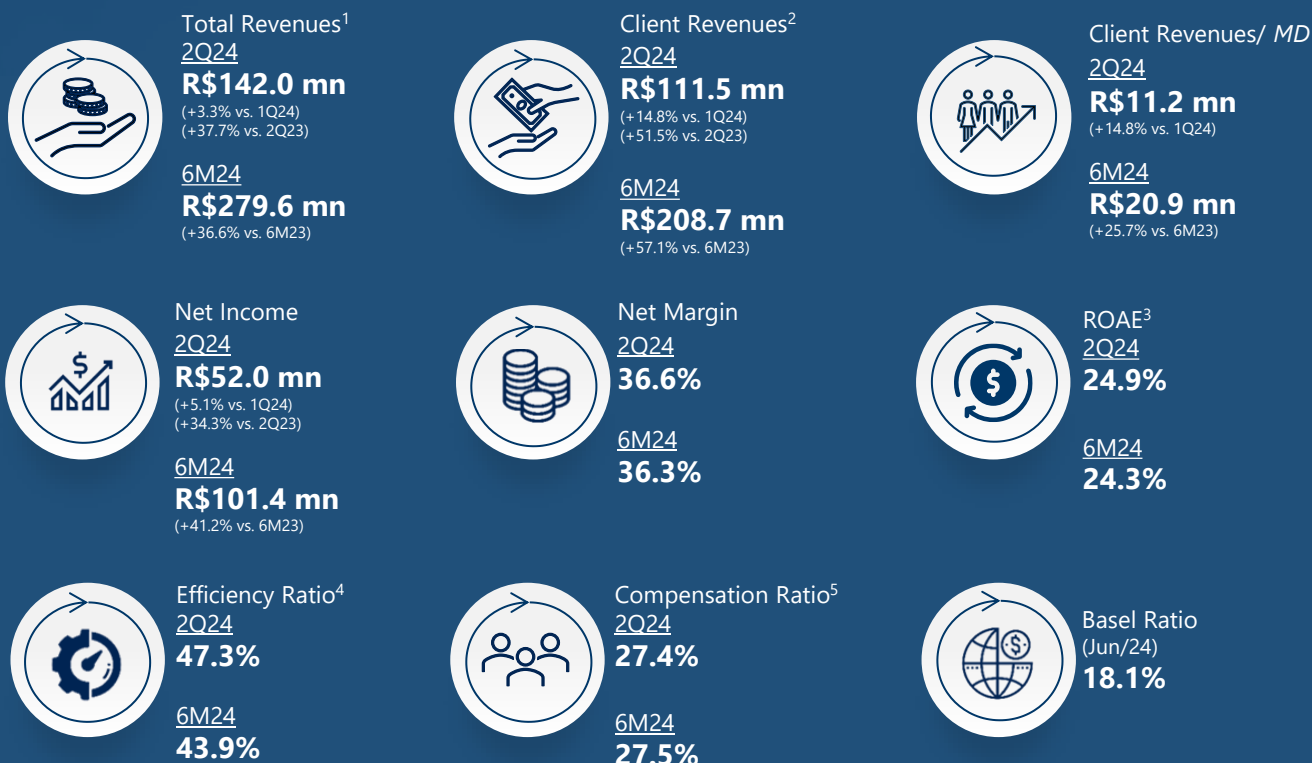 Total Revenues¹
2Q24
R$142.0 mn
(+3.3% vs. 1Q24)
(+37.7% vs. 2Q23)
6M24
R$279.6 mn
(+36.6% vs. 6M23)
Client Revenues²
2Q24
R$111.5 mn
(+14.8% vs. 1Q24)
(+51.5% vs. 2Q23)
6M24
R$208.7 mn
(+57.1% vs. 6M23)
Client Revenues/ MD
2Q24
R$11.2 mn
(+14.8% vs. 1Q24)
6M24
R$20.9 mn
(+25.7% vs. 6M23)
Net Income
2Q24
R$52.0 mn
(+5.1% vs. 1Q24)
(+34.3% vs. 2Q23)
6M24
R$101.4 mn
(+41.2% vs. 6M23)
Net Margin
2Q24
36.6%
6M24
36.3%
ROAE³
2Q24
24.9%
6M24
24.3%
Efficiency Ratio⁴
2Q24
47.3%
6M24
43.9%
Compensation Ratio⁵
2Q24
27.4%
6M24
27.5%
Basel Ratio
(Jun/24)
18.1%